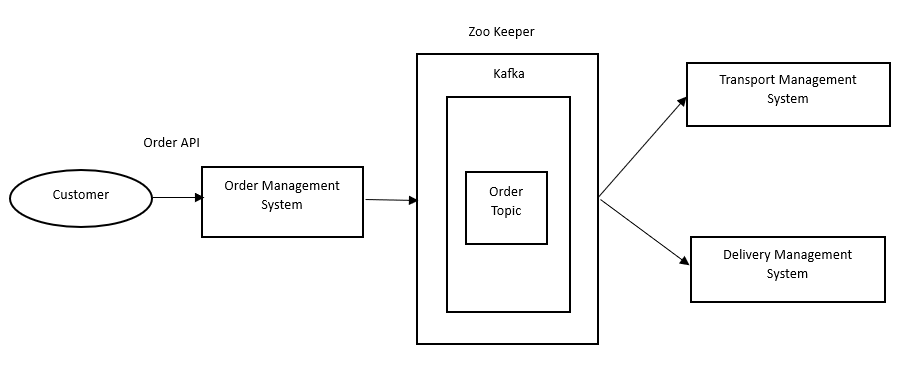 Zoo Keeper
Kafka
Transport Management
System
Order API
Customer
Order Management
System
Order
Topic
Delivery Management
System